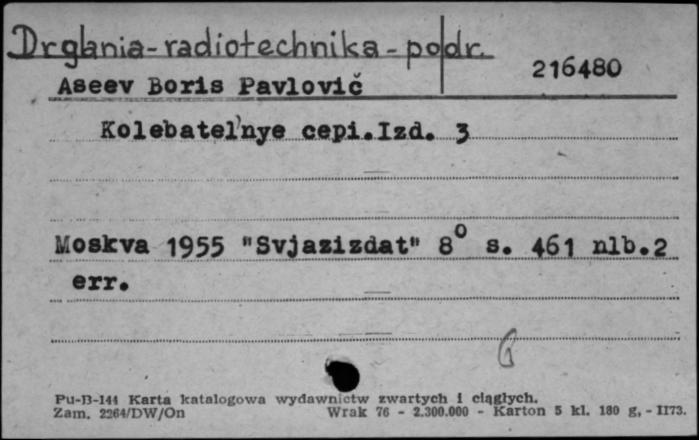 Drgania-radiotechnika-podr.
216480
Aseev Boris Pavlovič
Kolebatel'nye cepi.Izd. 3
Moskva 1955 "Svjazizdat" 8⁰ s. 461 nlb.2
err.
Pu-B-144 Karta katalogowa wydawnictw zwartych i ciągłych.
Zam. 2264/DW/On Wrak 76 - 2.300.000 - Karton 5 kl. 180 g, - II73.